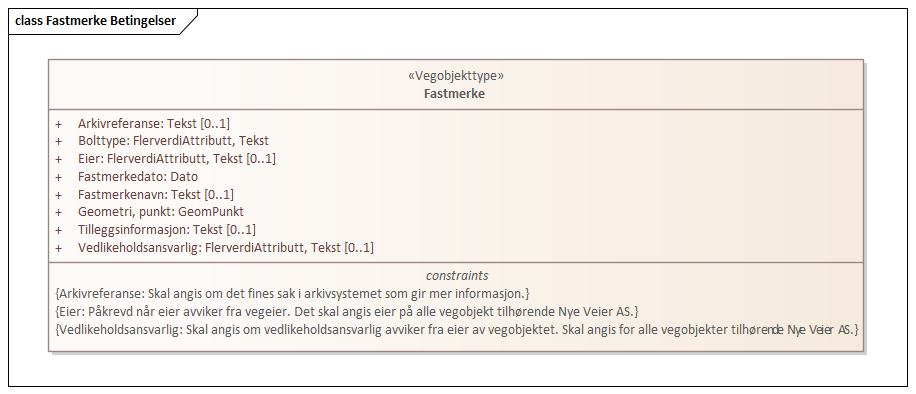 class Fastmerke Betingelser
«Vegobjekttype»
Fastmerke
+ Arkivreferanse: Tekst [0..1]
+ Bolttype: FlerverdiAttributt, Tekst
+ Eier: FlerverdiAttributt, Tekst [0..1]
+ Fastmerkedato: Dato
+ Fastmerkenavn: Tekst [0..1]
+ Geometri, punkt: GeomPunkt
+ Tilleggsinformasjon: Tekst [0..1]
+ Vedlikeholdsansvarlig: FlerverdiAttributt, Tekst [0..1]
constraints
{Arkivreferanse: Skal angis om det fines sak i arkivsystemet som gir mer informasjon.}
{Eier: Påkrevd når eier avviker fra vegeier. Det skal angis eier på alle vegobjekt tilhørende Nye Veier AS.}
{Vedlikeholdsansvarlig: Skal angis om vedlikeholdsansvarlig avviker fra eier av vegobjektet. Skal angis for alle vegobjekter tilhørende Nye Veier AS.}